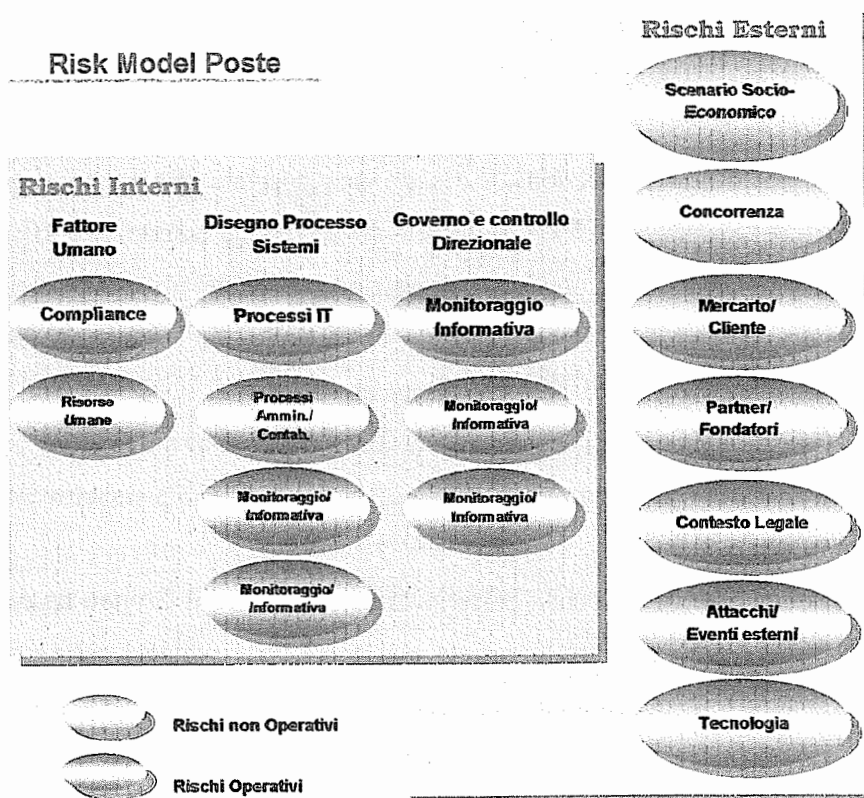 Risk Model Poste
Rischi Interni
Fattore
Umano
Compliance
Risorse
Umane
Disegno Processo
Sistemi
Processi IT
Processi
Ammin./
Contab.
Monitoraggio/
Informativa
Monitoraggio/
Informativa
Governo e controllo
Direzionale
Monitoraggio
Informativa
Monitoraggio/
Informativa
Monitoraggio/
Informativa
Rischi Esterni
Scenario Socio-
Economico
Concorrenza
Mercarto/
Cliente
Partner/
Fondatori
Contesto Legale
Attacchi/
Eventi esterni
Tecnologia
Rischi non Operativi
Rischi Operativi